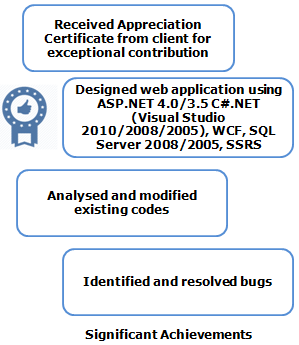 Received Appreciation
Certificate from client for
exceptional contribution
Designed web application using
ASP.NET 4.0/3.5 C#.NET
(Visual Studio
2010/2008/2005), WCF, SQL
Server 2008/2005, SSRS
Analysed and modified
existing codes
Identified and resolved bugs
Significant Achievements